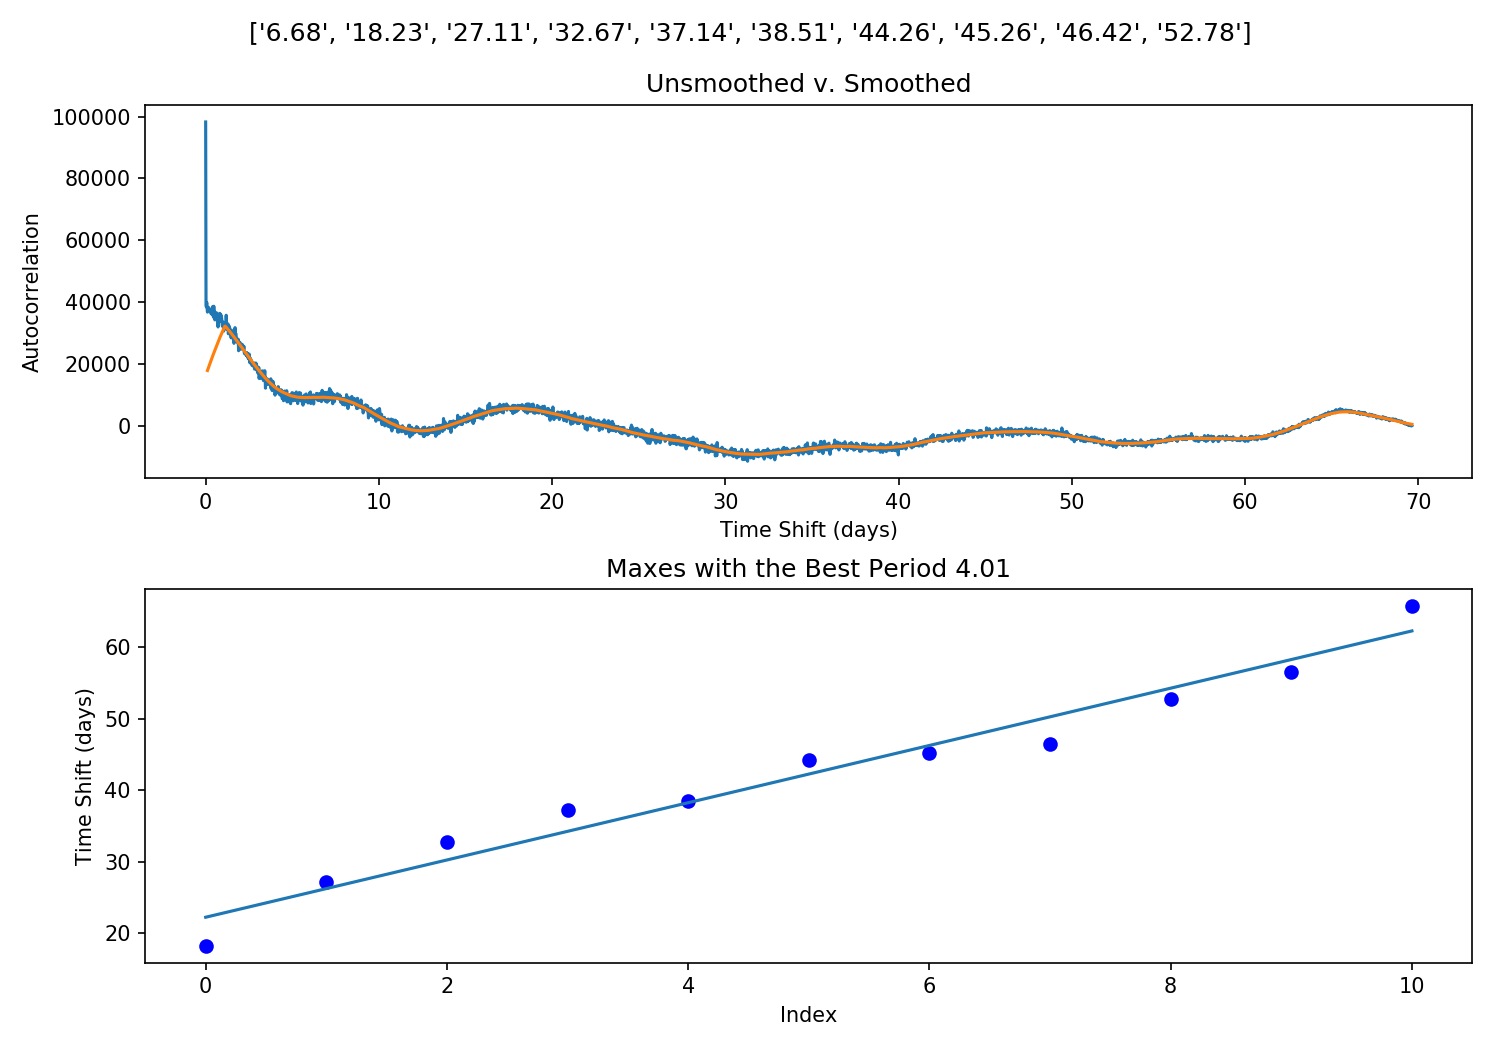 ['6.68', '18.23', '27.11', '32.67', '37.14', '38.51', '44.26', '45.26', '46.42', '52.78']
Unsmoothed v. Smoothed
100000
80000
60000
40000
20000
0
Autocorrelation
0 10 20 30 40 50 60 70
Time Shift (days)
Maxes with the Best Period 4.01
60
50
40
30
20
Time Shift (days)
0 2 4 6 8 10
Index